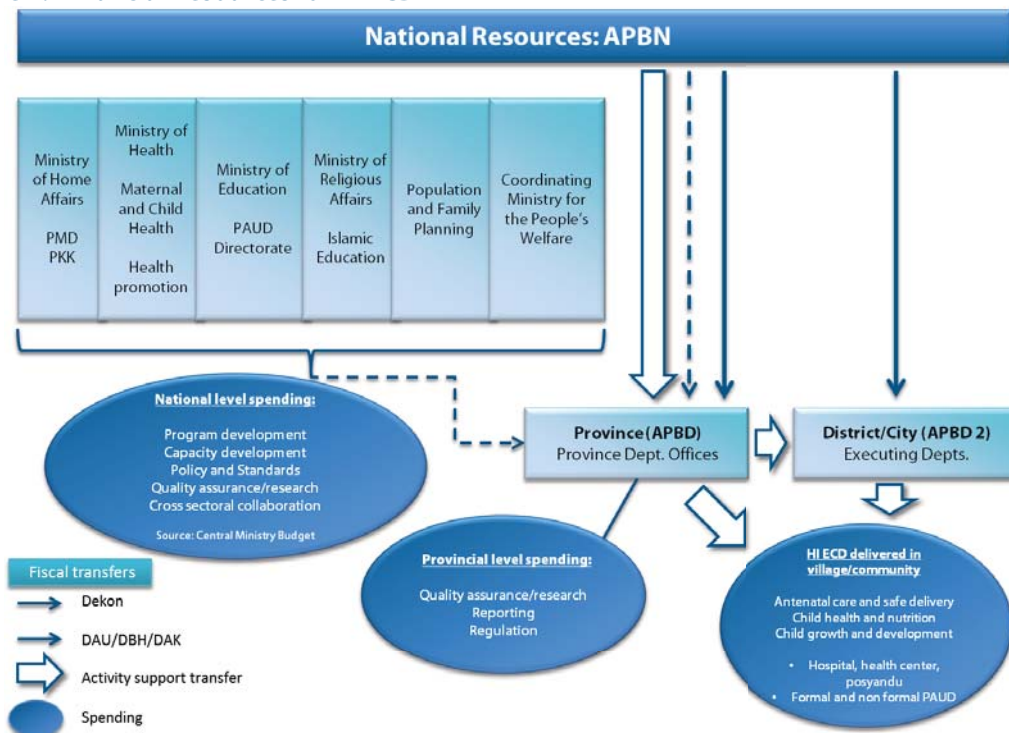 National Resources: APBN
Ministry
of Home
Affairs
PMD
PKK
Ministry of
Health
Maternal
and Child
Health
Health
promotion
Ministry of
Education
PAUD
Directorate
Ministry of
Religious
Affairs
Islamic
Education
Population
and Family
Planning
Coordinating
Ministry for
the People's
Welfare
National level spending:
Program development
Capacity development
Policy and Standards
Quality assurance/research
Cross sectoral collaboration
Source: Central Ministry Budget
Province (APBD)
Province Dept. Offices
District/City (APBD 2)
Executing Depts.
Provincial level spending:
Quality assurance/research
Reporting
Regulation
HI ECD delivered in
village/community
Antenatal care and safe delivery
Child health and nutrition
Child growth and development
• Hospital, health center,
posyandu
• Formal and non formal PAUD
Fiscal transfers
Dekon
DAU/DBH/DAK
Activity support transfer
Spending